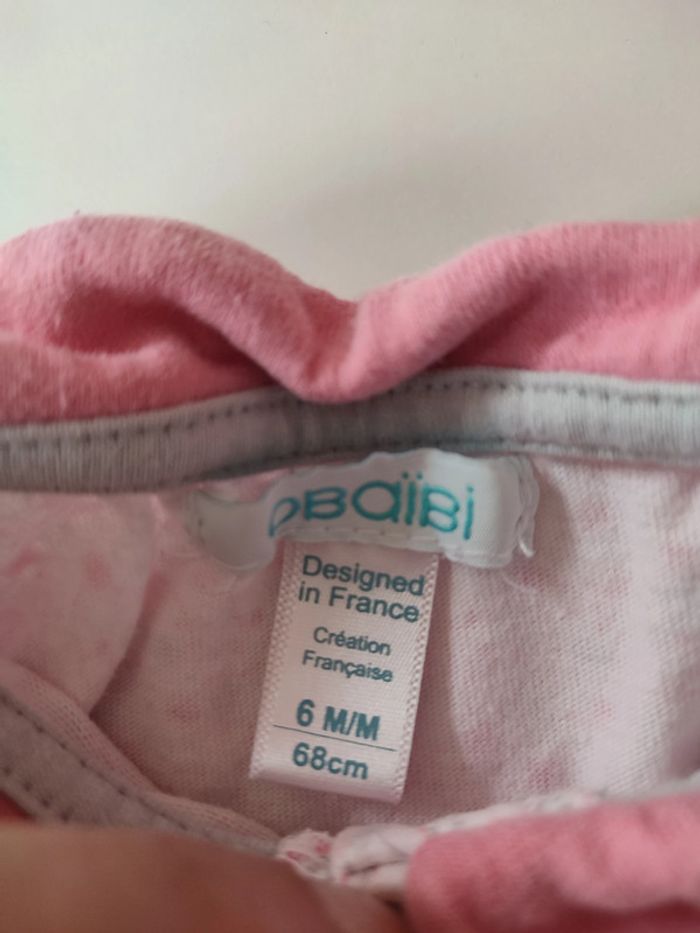 OBaïBi
Designed
in France
Création
Française
6 M/M
68cm